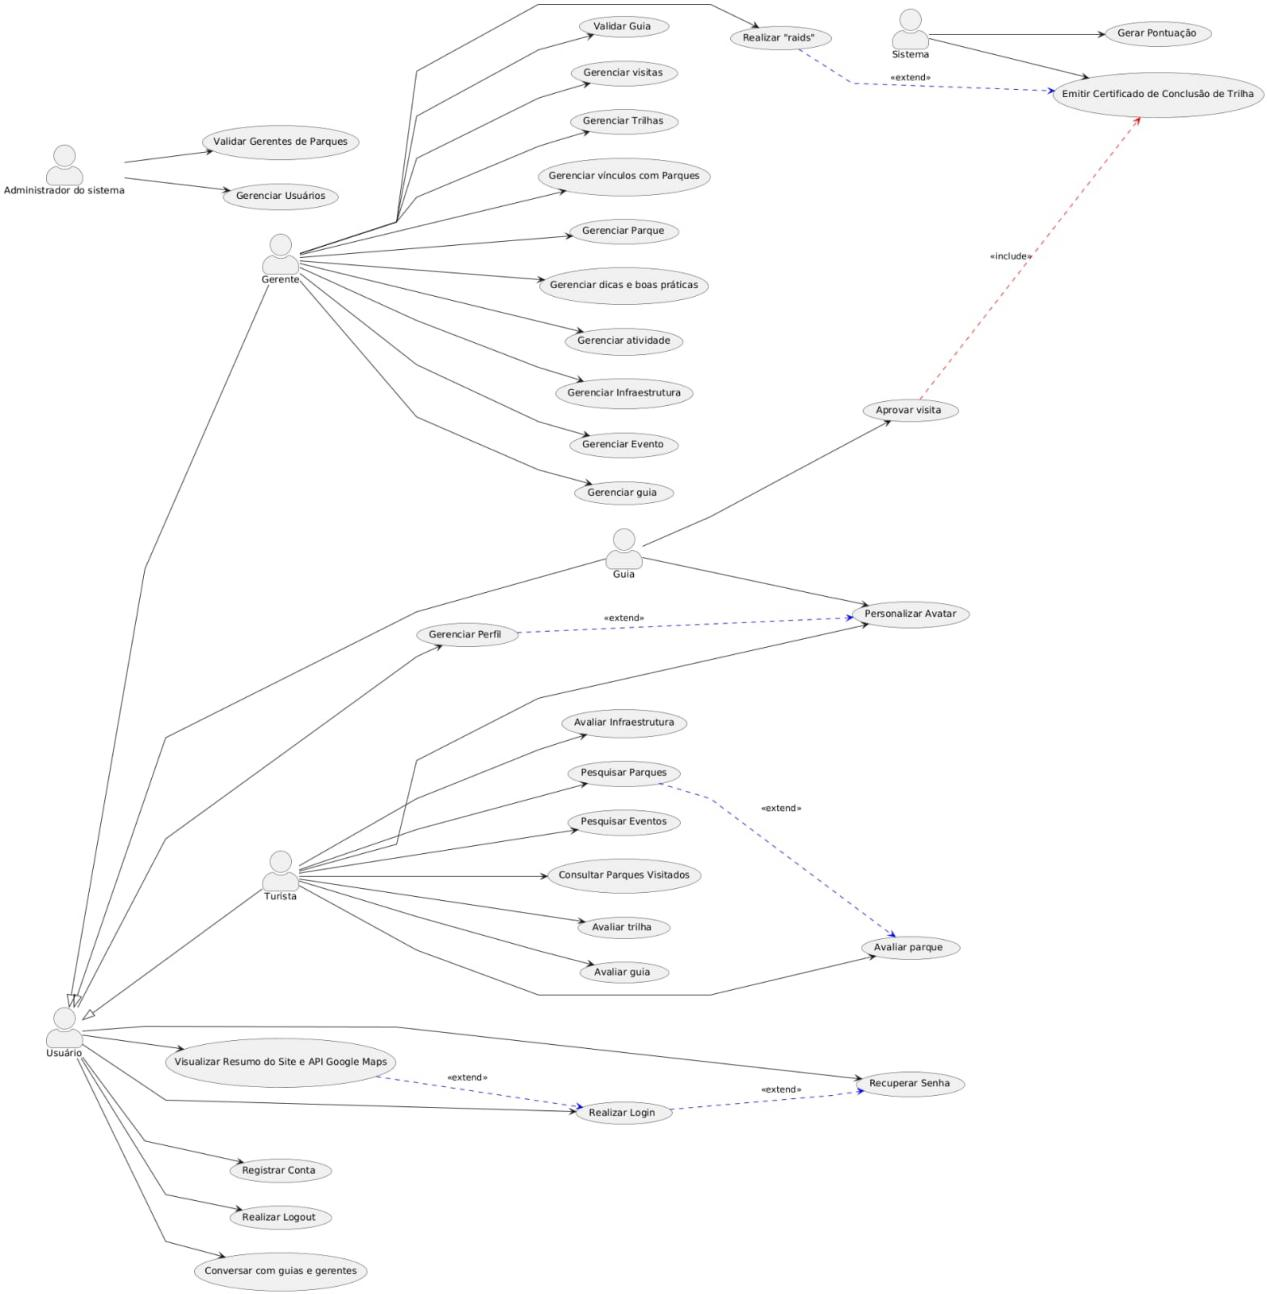 Validar Guia
Realizar "raids"
Sistema
Gerar Pontuação
«extend»
Emitir Certificado de Conclusão de Trilha
Gerenciar visitas
Gerenciar Trilhas
Validar Gerentes de Parques
Administrador do sistema
Gerenciar Usuários
Gerenciar vínculos com Parques
Gerenciar Parque
Gerente
Gerenciar dicas e boas práticas
«include»
Gerenciar atividade
Gerenciar Infraestrutura
Aprovar visita
Gerenciar Evento
Gerenciar guia
Guia
Personalizar Avatar
«extend»
Gerenciar Perfil
Avaliar Infraestrutura
Pesquisar Parques
«extend»
Pesquisar Eventos
Consultar Parques Visitados
Turista
Avaliar trilha
Avaliar parque
Avaliar guia
Usuário
Visualizar Resumo do Site e API Google Maps
«extend»
«extend»
Recuperar Senha
Realizar Login
Registrar Conta
Realizar Logout
Conversar com guias e gerentes